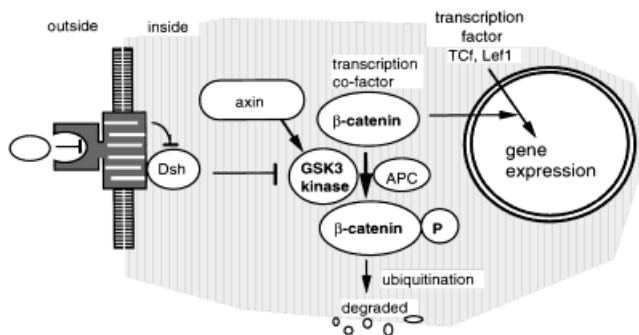 outside
inside
transcription
factor
TCf, Lef1
transcription
co-factor
axin
β-catenin
Dsh
GSK3
kinase
APC
gene
expression
β-catenin
P
ubiquitination
degraded